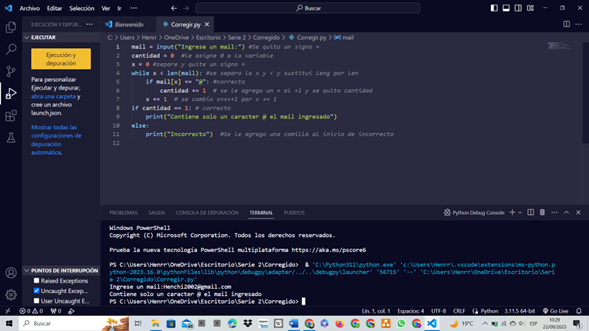 Archivo Editar Selección Ver Ir ...
Buscar
EJECUCIÓN Y DEPUR...
Bienvenido
Corregir.py
C: > Users > Henrr > OneDrive > Escritorio > Serie 2 > Corregido > Corregir.py > mail
EJECUTAR
Ejecución y depuración
Para personalizar
Ejecutar y depurar,
abra una carpeta y
cree un archivo
launch.json.
Mostrar todas las
configuraciones de
depuración
automática.
1 mail = input("Ingrese un mail:") #Se quito un signo =
2 cantidad = 0 #le asigne 0 a la variable
3 x = 0 #separe y quite un signo =
4 while x < len(mail): #se separo la x y < y sustitui leng por len
5 if mail[x] == "@": #correcto
6 cantidad += 1 # se le agrego un = al +1 y se quito cantidad
7 x += 1 # se cambio x=x++1 por x += 1
8 if cantidad == 1: # correcto
9 print("Contiene solo un caracter @ el mail ingresado")
10 else:
11 print("Incorrecto") #Se le agrego una comilla al inicio de incorrecto
12
PROBLEMAS SALIDA CONSOLA DE DEPURACIÓN TERMINAL PUERTOS
Python Debug Console
Windows PowerShell
Copyright (C) Microsoft Corporation. Todos los derechos reservados.
Prueba la nueva tecnología PowerShell multiplataforma https://aka.ms/pscore6
PS C:\Users\Henrr\OneDrive\Escritorio\Serie 2\Corregido> & 'C:\Python311\python.exe' 'c:\Users\Henrr\.vscode\extensions\ms-python.p
ython-2023.16.0\pythonFiles\lib\python\debugpy\adapter/../..\debugpy\launcher' '56715' '--' 'C:\Users\Henrr\OneDrive\Escritorio\Seri
e 2\Corregido\Corregir.py'
Ingrese un mail:Henchi2002@gmail.com
Contiene solo un caracter @ el mail ingresado
PS C:\Users\Henrr\OneDrive\Escritorio\Serie 2\Corregido>
PUNTOS DE INTERRUPCIÓN
Raised Exceptions
Uncaught Excep...
User Uncaught E...
0 0 0
Lín. 1, col. 1 Espacios: 4 UTF-8 CRLF Python 3.11.5 64-bit Go Live
Buscar
19°C
ESP
10:29
23/09/2023